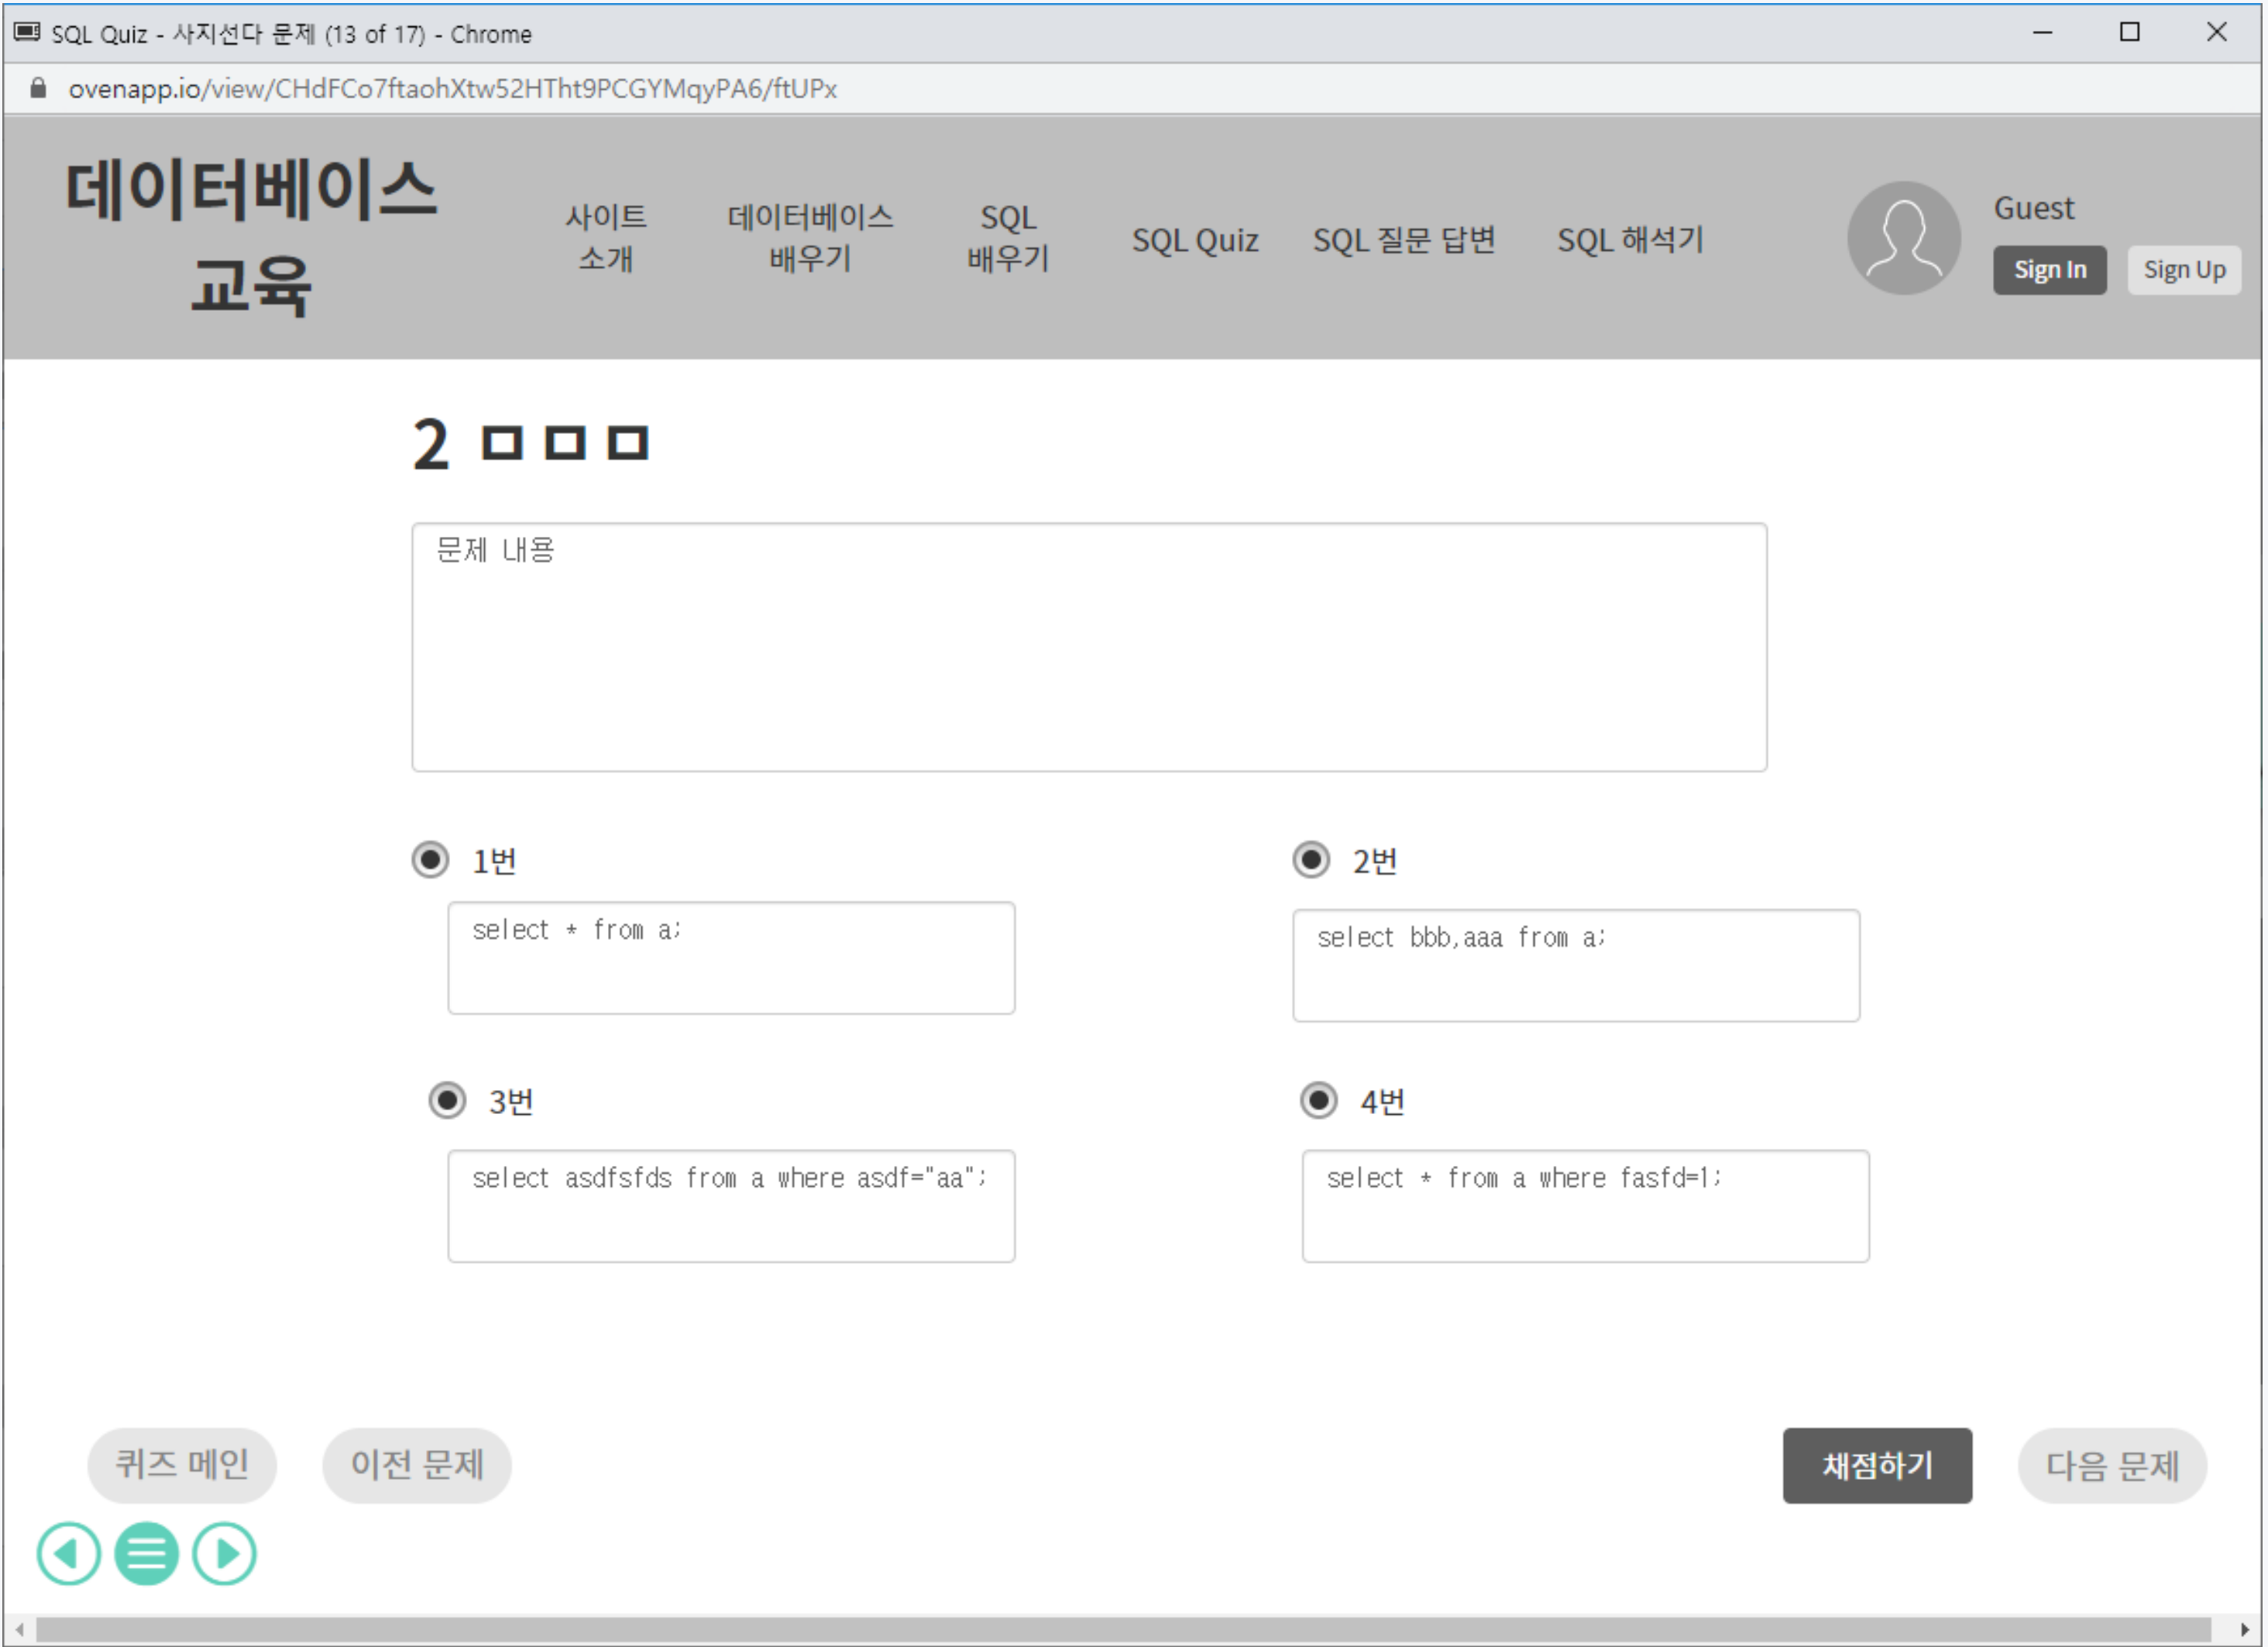 SQL Quiz - 사지선다 문제 (13 of 17) - Chrome
ovenapp.io/view/CHdFCo7ftaohXtw52HTht9PCGYMqyPA6/ftUPx
데이터베이스
교육
사이트
소개
데이터베이스
배우기
SQL
배우기
SQL Quiz
SQL 질문 답변
SQL 해석기
Guest
Sign In
Sign Up
2 ㅁㅁㅁ
문제 내용
1번
select * from a;
2번
select bbb,aaa from a;
3번
select asdfsfds from a where asdf="aa";
4번
select * from a where fasfd=1;
퀴즈 메인
이전 문제
채점하기
다음 문제